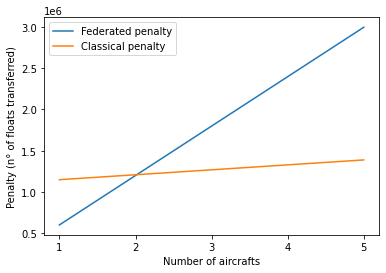 1e6
Federated penalty
Classical penalty
3.0
2.5
2.0
1.5
1.0
0.5
Penalty (n° of floats transferred)
1 2 3 4 5
Number of aircrafts